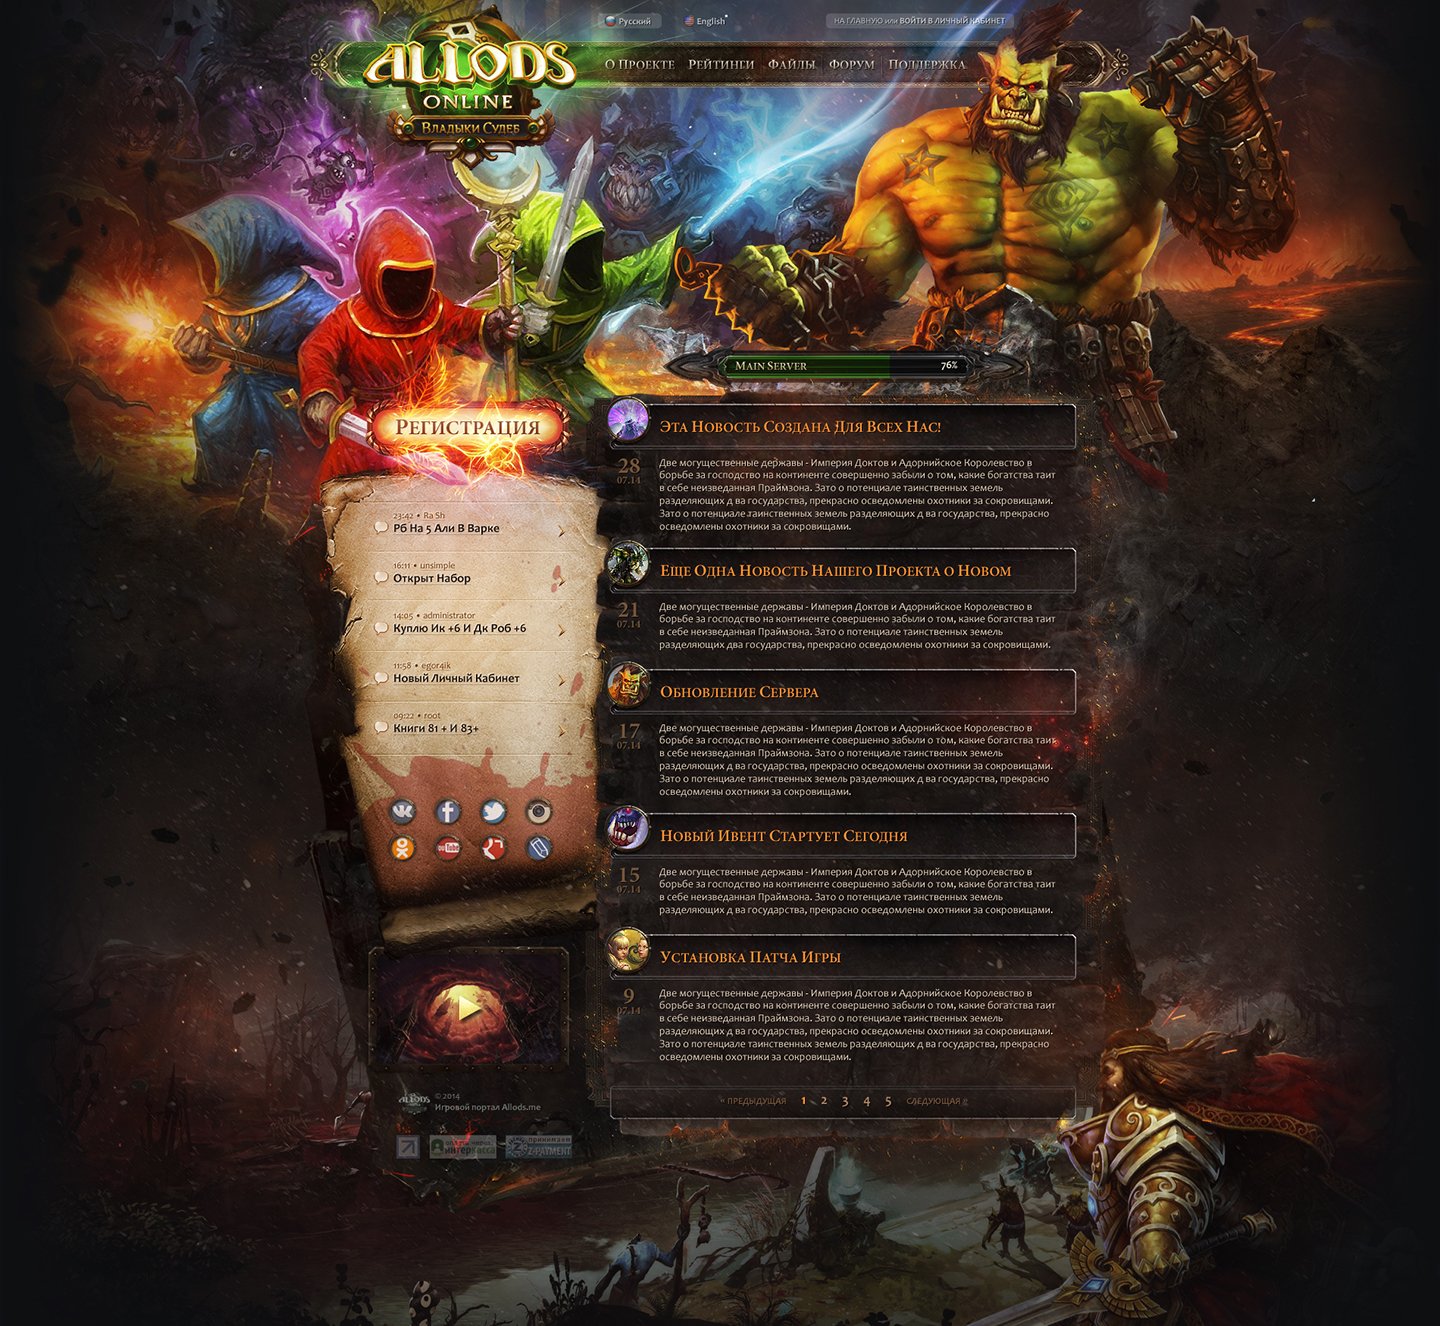 Русский
English
НА ГЛАВНУЮ или ВОЙТИ В ЛИЧНЫЙ КАБИНЕТ
ALLODS
ONLINE
Владыки Судеб
О Проекте
Рейтинги
Файлы
Форум
Поддержка
Main Server
76%
Регистрация
23:42 • Ra Sh
Рб На 5 Али В Варке
16:11 • unsimple
Открыт Набор
14:05 • administrator
Куплю Ик +6 И Дк Роб +6
11:58 • egor4ik
Новый Личный Кабинет
09:22 • root
Книги 81 + И 83+
You Tube
© 2014
Игровой портал Allods.me
ALLODS
интеркасса
принимаем
Z-PAYMENT
Эта Новость Создана Для Всех Нас!
28
07.14
Две могущественные державы - Империя Доктов и Адорнийское Королевство в
борьбе за господство на континенте совершенно забыли о том, какие богатства таит
в себе неизведанная Праймзона. Зато о потенциале таинственных земель
разделяющих д ва государства, прекрасно осведомлены охотники за сокровищами.
Зато о потенциале таинственных земель разделяющих д ва государства, прекрасно
осведомлены охотники за сокровищами.
Еще Одна Новость Нашего Проекта о Новом
21
07.14
Две могущественные державы - Империя Доктов и Адорнийское Королевство в
борьбе за господство на континенте совершенно забыли о том, какие богатства таит
в себе неизведанная Праймзона. Зато о потенциале таинственных земель
разделяющих два государства, прекрасно осведомлены охотники за сокровищами.
Обновление Сервера
17
07.14
Две могущественные державы - Империя Доктов и Адорнийское Королевство в
борьбе за господство на континенте совершенно забыли о том, какие богатства таит
в себе неизведанная Праймзона. Зато о потенциале таинственных земель
разделяющих д ва государства, прекрасно осведомлены охотники за сокровищами.
Зато о потенциале таинственных земель разделяющих д ва государства, прекрасно
осведомлены охотники за сокровищами.
Новый Ивент Стартует Сегодня
15
07.14
Две могущественные державы - Империя Доктов и Адорнийское Королевство в
борьбе за господство на континенте совершенно забыли о том, какие богатства таит
в себе неизведанная Праймзона. Зато о потенциале таинственных земель
разделяющих д ва государства, прекрасно осведомлены охотники за сокровищами.
Установка Патча Игры
9
07.14
Две могущественные державы - Империя Доктов и Адорнийское Королевство в
борьбе за господство на континенте совершенно забыли о том, какие богатства таит
в себе неизведанная Праймзона. Зато о потенциале таинственных земель
разделяющих д ва государства, прекрасно осведомлены охотники за сокровищами.
Зато о потенциале таинственных земель разделяющих д ва государства, прекрасно
осведомлены охотники за сокровищами.
« ПРЕДЫДУЩАЯ 1 2 3 4 5 СЛЕДУЮЩАЯ »